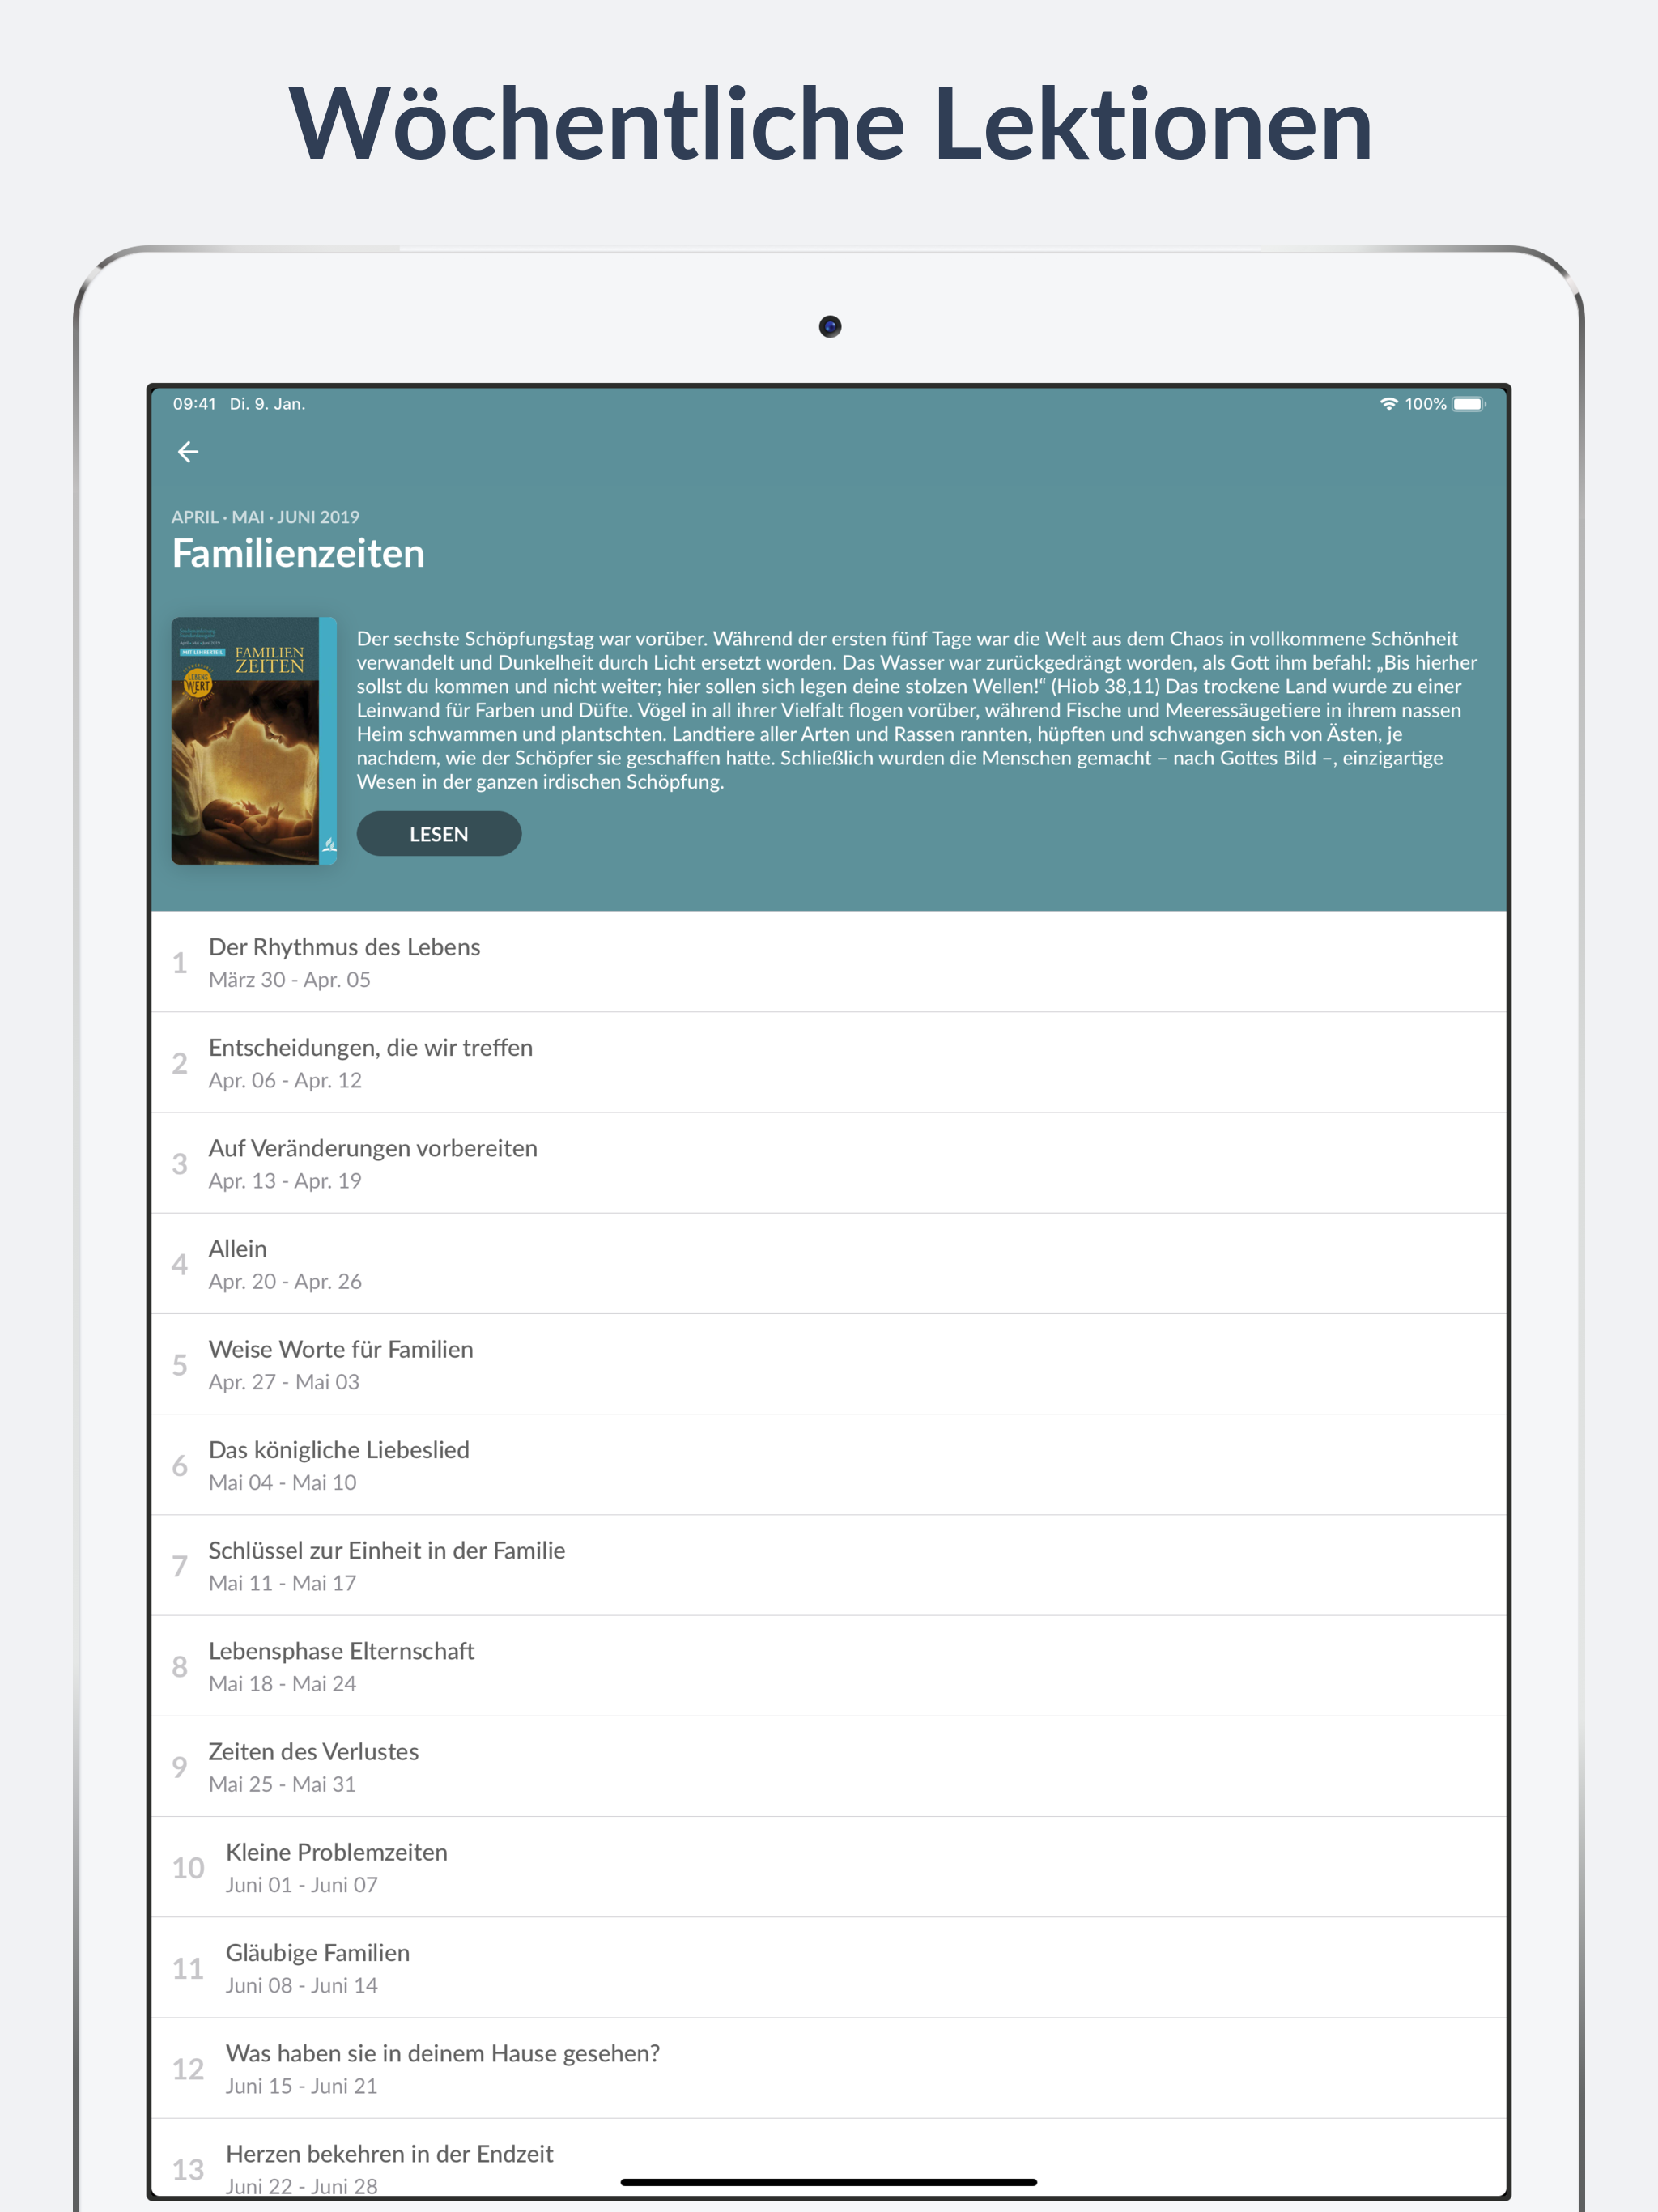 Wöchentliche Lektionen
09:41 Di. 9. Jan.
100%
APRIL · MAI · JUNI 2019
Familienzeiten
MIT LEHRERTEIL
FAMILIEN
ZEITEN
LEBENS
WERT
Der sechste Schöpfungstag war vorüber. Während der ersten fünf Tage war die Welt aus dem Chaos in vollkommene Schönheit
verwandelt und Dunkelheit durch Licht ersetzt worden. Das Wasser war zurückgedrängt worden, als Gott ihm befahl: „Bis hierher
sollst du kommen und nicht weiter; hier sollen sich legen deine stolzen Wellen!“ (Hiob 38,11) Das trockene Land wurde zu einer
Leinwand für Farben und Düfte. Vögel in all ihrer Vielfalt flogen vorüber, während Fische und Meeressäugetiere in ihrem nassen
Heim schwammen und plantschten. Landtiere aller Arten und Rassen rannten, hüpften und schwangen sich von Ästen, je
nachdem, wie der Schöpfer sie geschaffen hatte. Schließlich wurden die Menschen gemacht – nach Gottes Bild –, einzigartige
Wesen in der ganzen irdischen Schöpfung.
LESEN
1 Der Rhythmus des Lebens
März 30 - Apr. 05
2 Entscheidungen, die wir treffen
Apr. 06 - Apr. 12
3 Auf Veränderungen vorbereiten
Apr. 13 - Apr. 19
4 Allein
Apr. 20 - Apr. 26
5 Weise Worte für Familien
Apr. 27 - Mai 03
6 Das königliche Liebeslied
Mai 04 - Mai 10
7 Schlüssel zur Einheit in der Familie
Mai 11 - Mai 17
8 Lebensphase Elternschaft
Mai 18 - Mai 24
9 Zeiten des Verlustes
Mai 25 - Mai 31
10 Kleine Problemzeiten
Juni 01 - Juni 07
11 Gläubige Familien
Juni 08 - Juni 14
12 Was haben sie in deinem Hause gesehen?
Juni 15 - Juni 21
13 Herzen bekehren in der Endzeit
Juni 22 - Juni 28